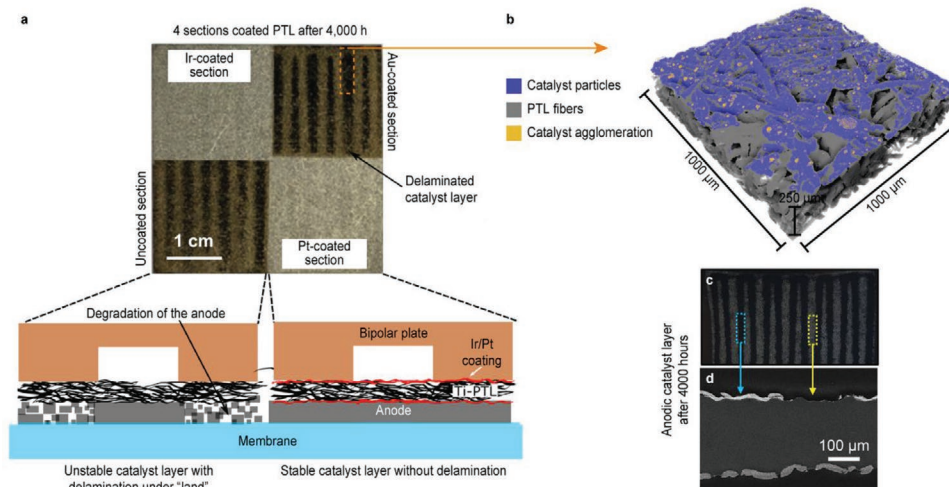 a
4 sections coated PTL after 4,000 h
Ir-coated
section
Au-coated section
Uncoated section
1 cm
Pt-coated
section
Delaminated
catalyst layer
Degradation of the anode
Bipolar plate
Ir/Pt
coating
Ti-PTL
Anode
Membrane
Unstable catalyst layer with
delamination under "land"
Stable catalyst layer without delamination
b
Catalyst particles
PTL fibers
Catalyst agglomeration
1000 µm
250 µm
1000 µm
c
d
Anodic catalyst layer
after 4000 hours
100 µm